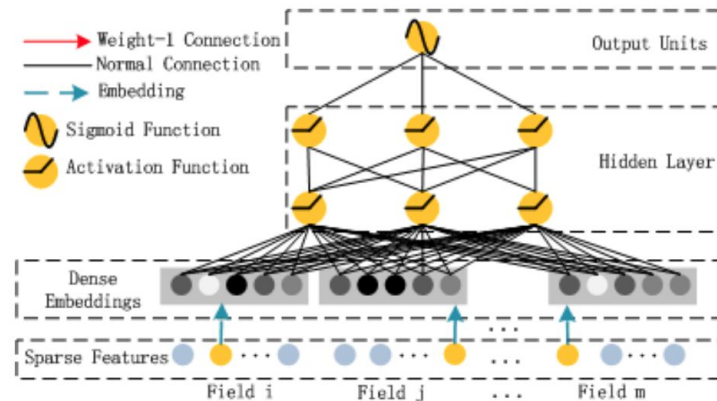 Weight-1 Connection
Normal Connection
Embedding
Sigmoid Function
Activation Function
Output Units
Hidden Layer
Dense
Embeddings
...
Sparse Features ... ... ... ...
Field i Field j ... Field m